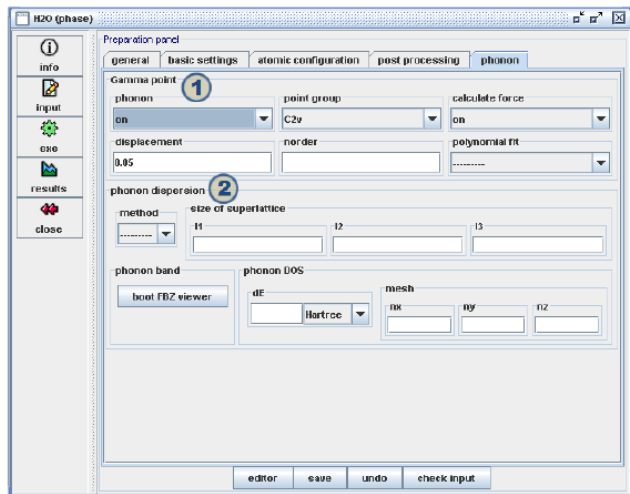 H2O (phase)
Preparation panel
info
input
exe
results
close
general basic settings atomic configuration post processing phonon
Gamma point 1
phonon point group calculate force
on C2v on
displacement norder polynomial fit
0.05 ---------
phonon dispersion 2
method size of superlattice
--------- l1 l2 l3
phonon band phonon DOS
boot FBZ viewer dE mesh
Hartree nx ny nz
editor save undo check input